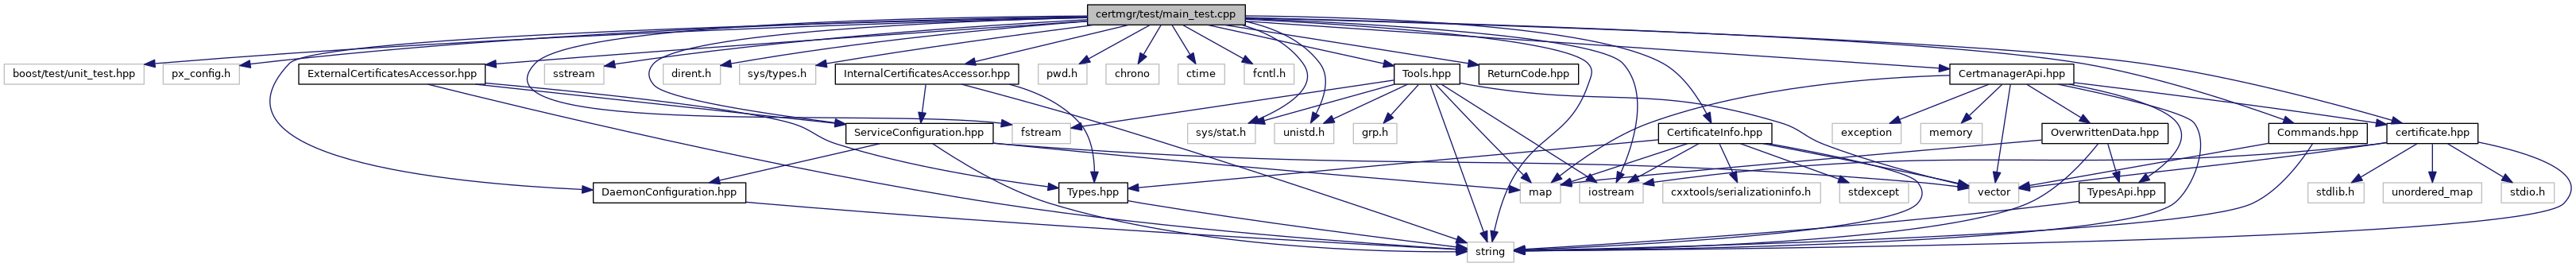 certmgr/test/main_test.cpp
boost/test/unit_test.hpp
px_config.h
ExternalCertificatesAccessor.hpp
sstream
dirent.h
sys/types.h
InternalCertificatesAccessor.hpp
pwd.h
chrono
ctime
fcntl.h
Tools.hpp
ReturnCode.hpp
CertmanagerApi.hpp
ServiceConfiguration.hpp
fstream
sys/stat.h
unistd.h
grp.h
CertificateInfo.hpp
exception
memory
OverwrittenData.hpp
Commands.hpp
certificate.hpp
DaemonConfiguration.hpp
Types.hpp
map
iostream
cxxtools/serializationinfo.h
stdexcept
vector
TypesApi.hpp
stdlib.h
unordered_map
stdio.h
string